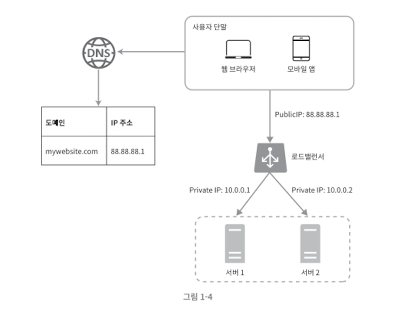 사용자 단말
DNS
웹 브라우저
모바일 앱
PublicIP: 88.88.88.1
도메인
IP 주소
mywebsite.com
88.88.88.1
로드밸런서
Private IP: 10.0.0.1
Private IP: 10.0.0.2
서버 1
서버 2
그림 1-4